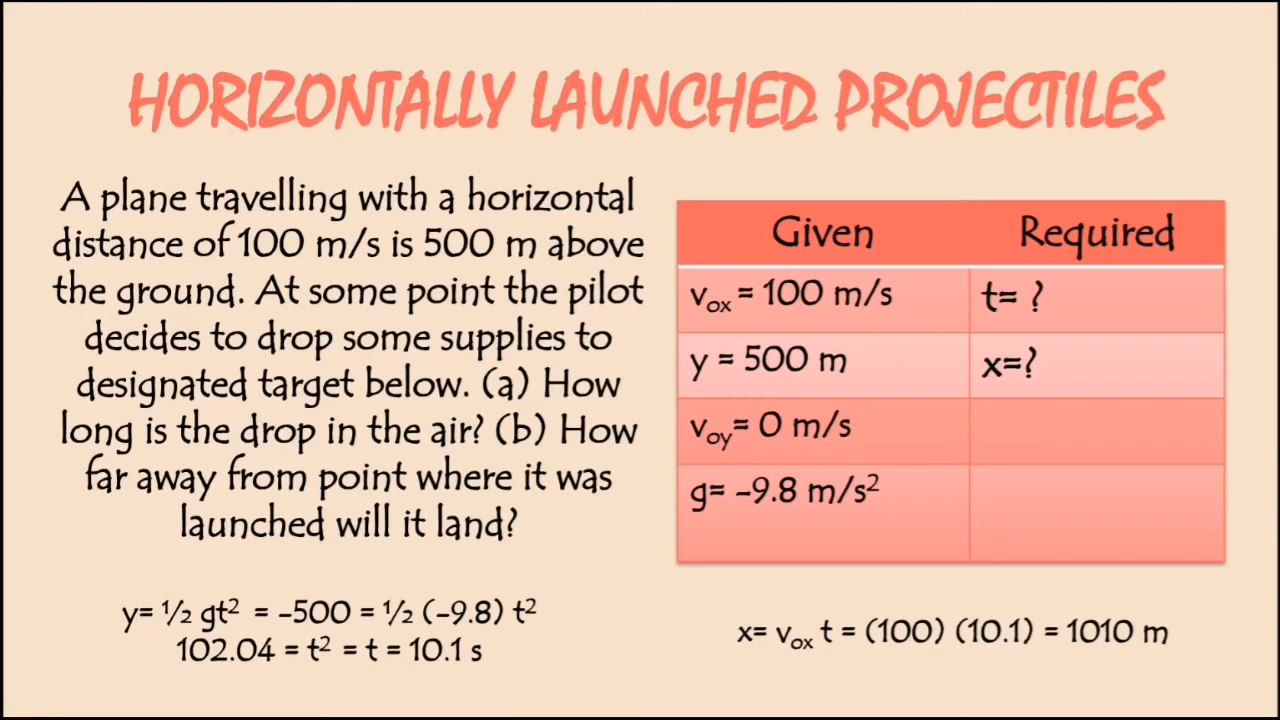 HORIZONTALLY LAUNCHED PROJECTILES
A plane travelling with a horizontal
distance of 100 m/s is 500 m above
the ground. At some point the pilot
decides to drop some supplies to
designated target below. (a) How
long is the drop in the air? (b) How
far away from point where it was
launched will it land?
Given Required
vox = 100 m/s t= ?
y = 500 m x=?
voy= 0 m/s
g= -9.8 m/s²
y= ½ gt² = -500 = ½ (-9.8) t²
102.04 = t² = t = 10.1 s
x= vox t = (100) (10.1) = 1010 m